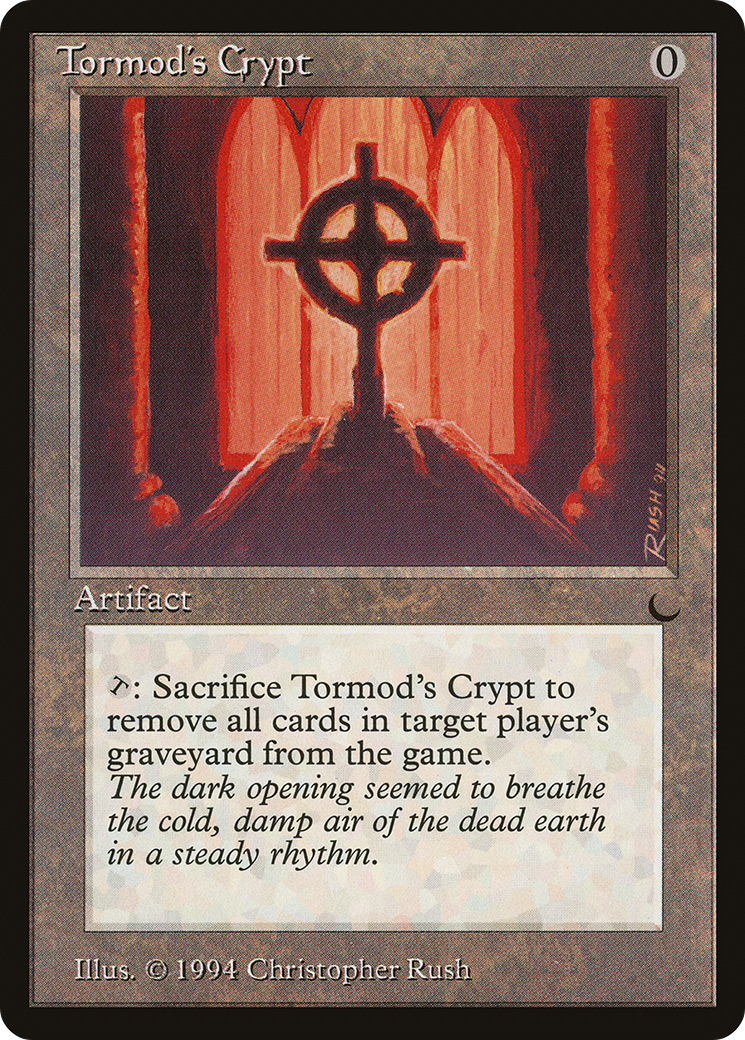 Tormod's Crypt 0
RUSH 94
Artifact
T: Sacrifice Tormod's Crypt to
remove all cards in target player's
graveyard from the game.
The dark opening seemed to breathe
the cold, damp air of the dead earth
in a steady rhythm.
Illus. © 1994 Christopher Rush